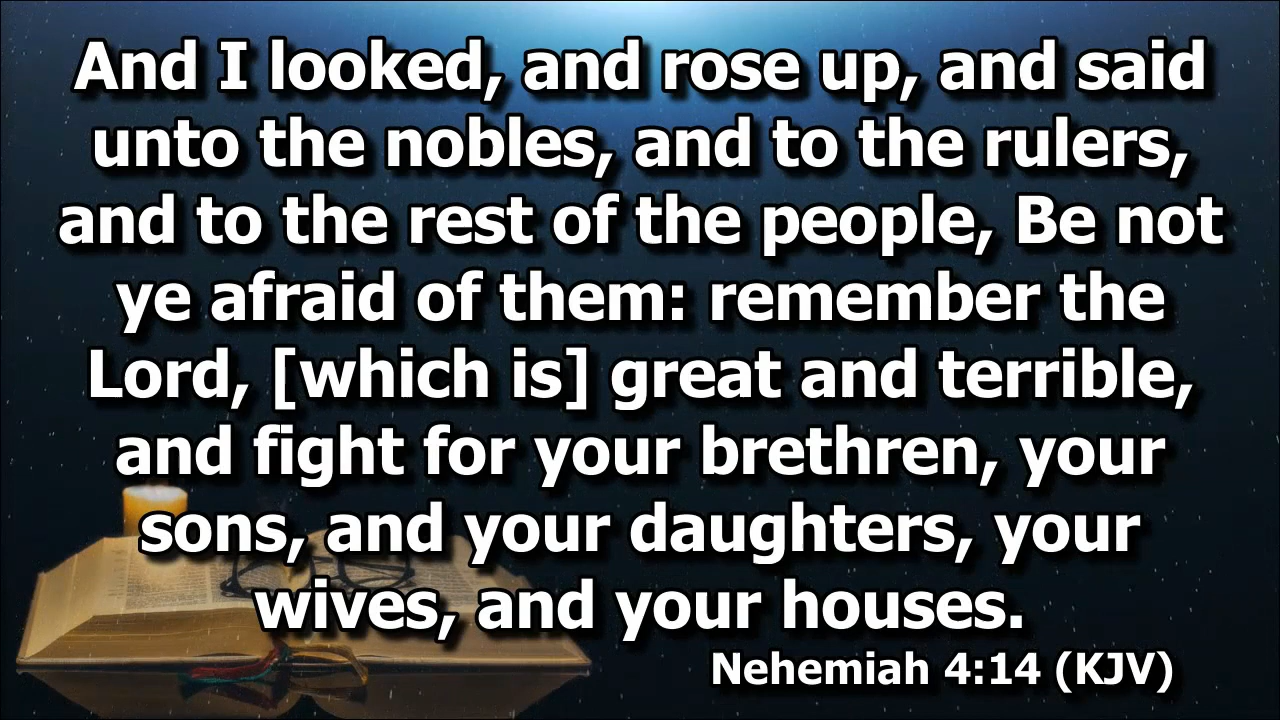 And I looked, and rose up, and said
unto the nobles, and to the rulers,
and to the rest of the people, Be not
ye afraid of them: remember the
Lord, [which is] great and terrible,
and fight for your brethren, your
sons, and your daughters, your
wives, and your houses.
Nehemiah 4:14 (KJV)